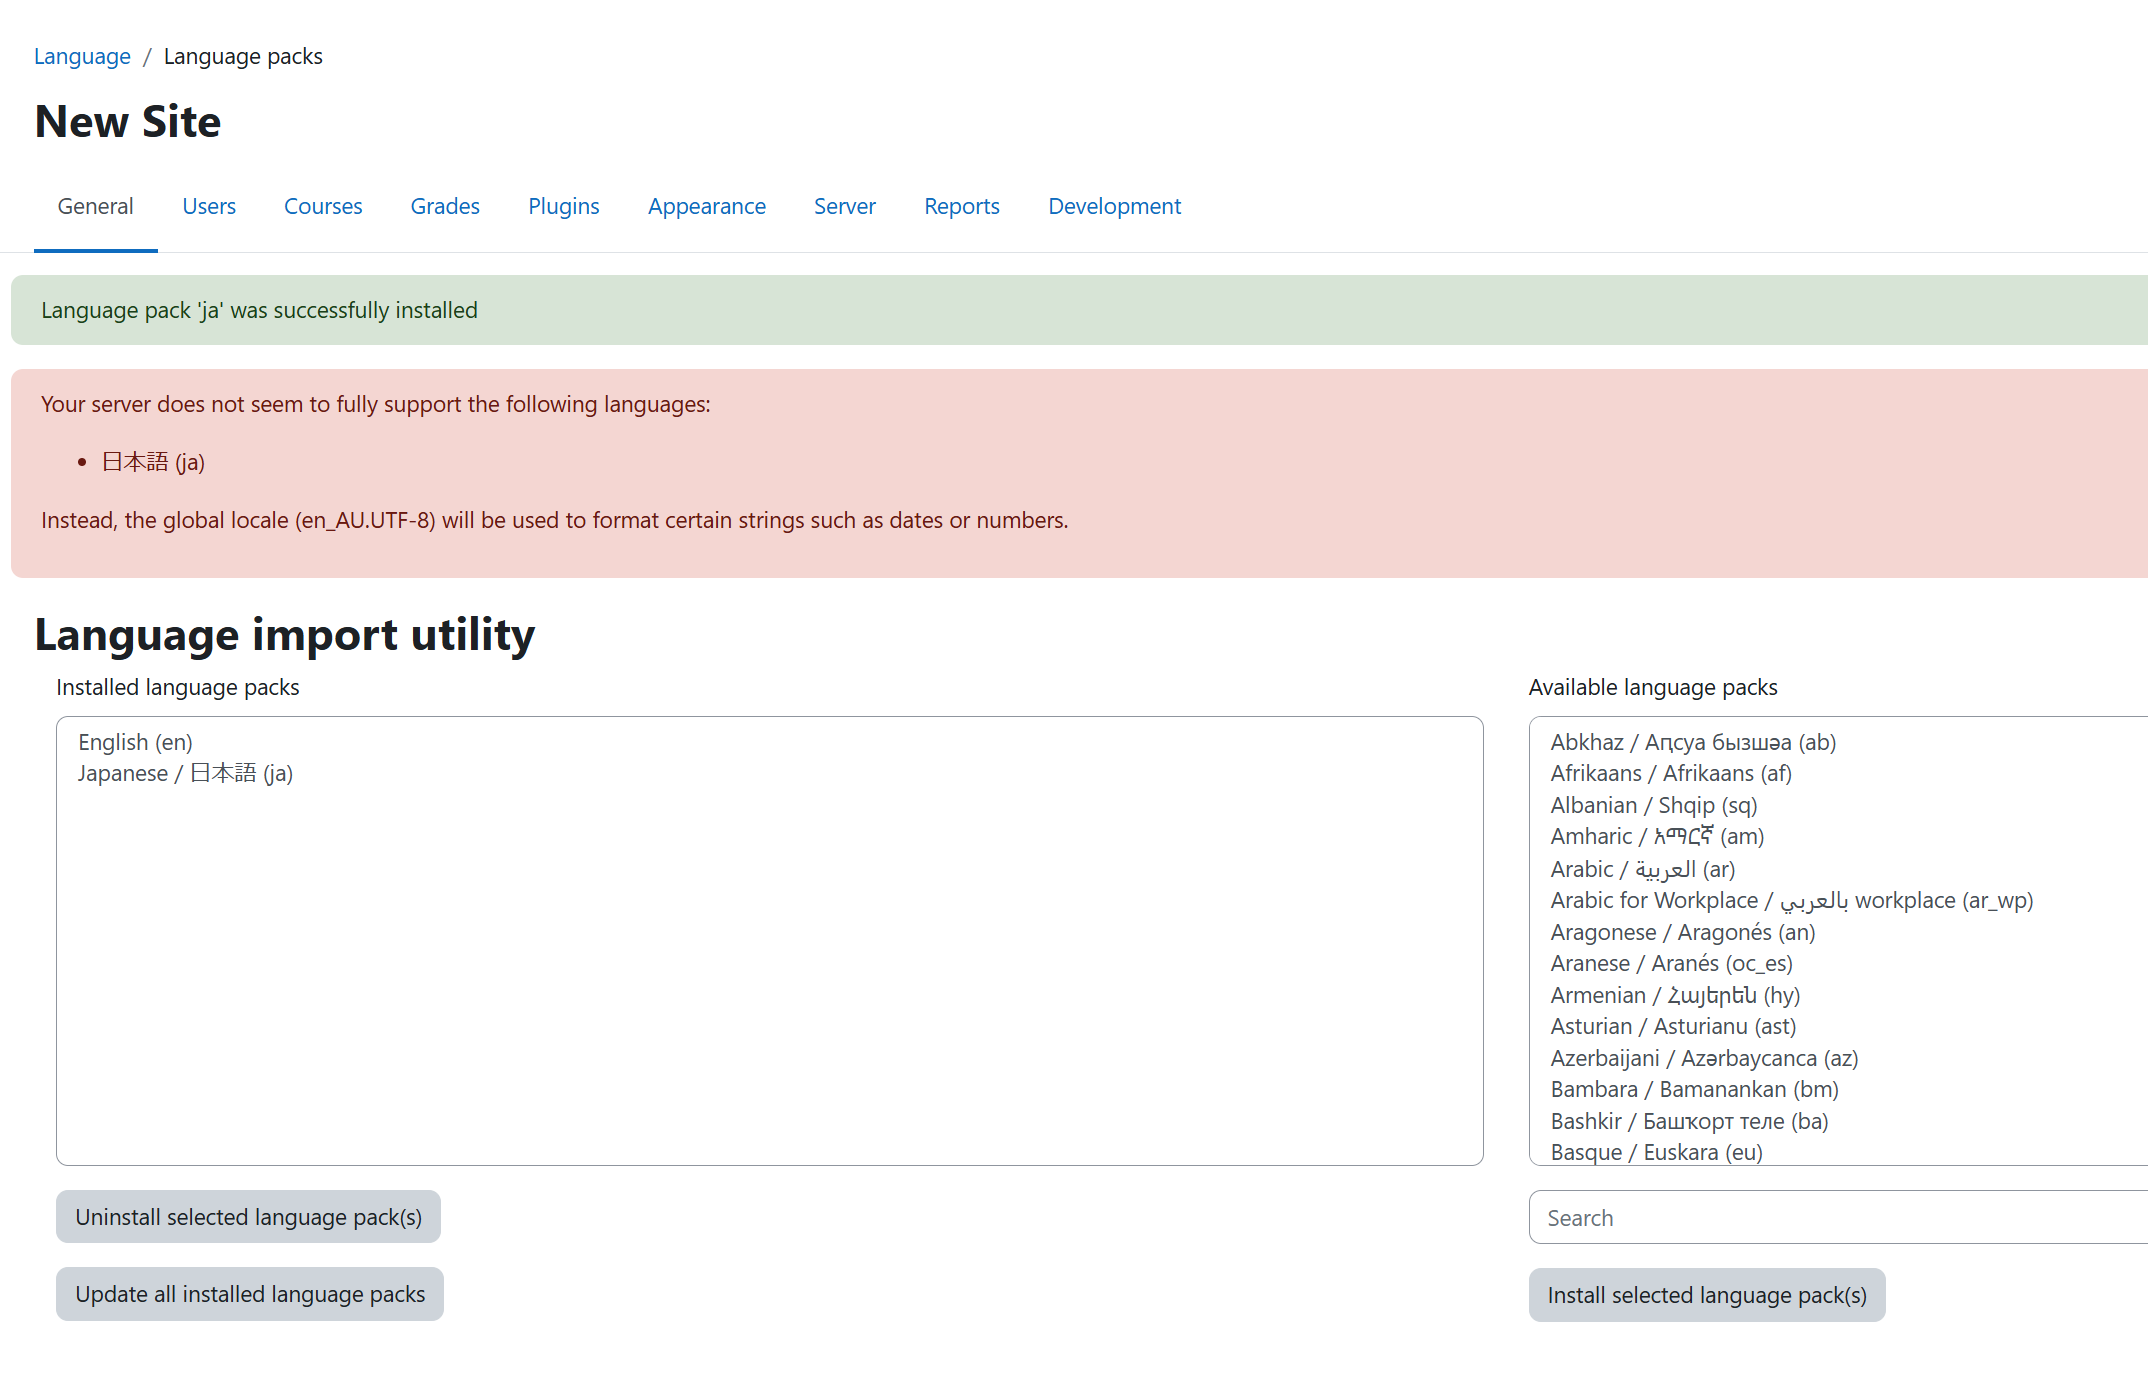 Language / Language packs
New Site
General Users Courses Grades Plugins Appearance Server Reports Development
Language pack 'ja' was successfully installed
Your server does not seem to fully support the following languages:
• 日本語 (ja)
Instead, the global locale (en_AU.UTF-8) will be used to format certain strings such as dates or numbers.
Language import utility
Installed language packs
English (en)
Japanese / 日本語 (ja)
Uninstall selected language pack(s)
Update all installed language packs
Available language packs
Abkhaz / Аԥсуа бызшәа (ab)
Afrikaans / Afrikaans (af)
Albanian / Shqip (sq)
Amharic / አማርኛ (am)
Arabic / العربية (ar)
Arabic for Workplace / بالعربي workplace (ar_wp)
Aragonese / Aragonés (an)
Aranese / Aranés (oc_es)
Armenian / Հայերեն (hy)
Asturian / Asturianu (ast)
Azerbaijani / Azərbaycanca (az)
Bambara / Bamanankan (bm)
Bashkir / Башҡорт теле (ba)
Basque / Euskara (eu)
Search
Install selected language pack(s)